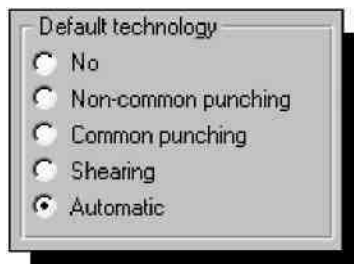 Default technology
No
Non-common punching
Common punching
Shearing
Automatic